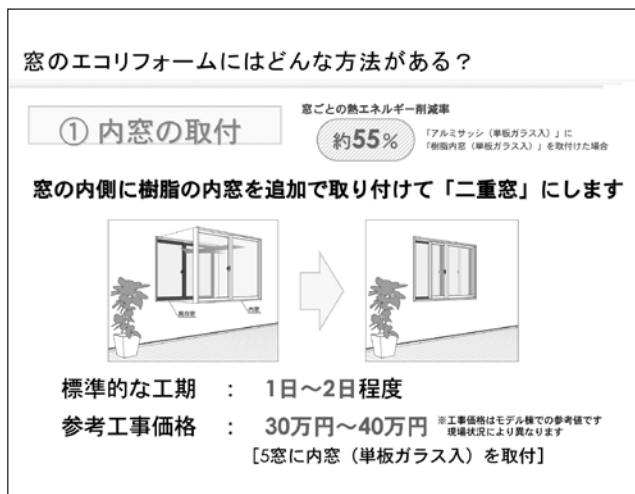 窓のエコリフォームにはどんな方法がある？
① 内窓の取付
窓ごとの熱エネルギー削減率
約55%
「アルミサッシ（単板ガラス入）」に
「樹脂内窓（単板ガラス入）」を取付けた場合
窓の内側に樹脂の内窓を追加で取り付けて「二重窓」にします
内窓
標準的な工期　：　1日～2日程度
参考工事価格　：　30万円～40万円
※工事価格はモデル棟での参考値です
現場状況により異なります
［5窓に内窓（単板ガラス入）を取付］